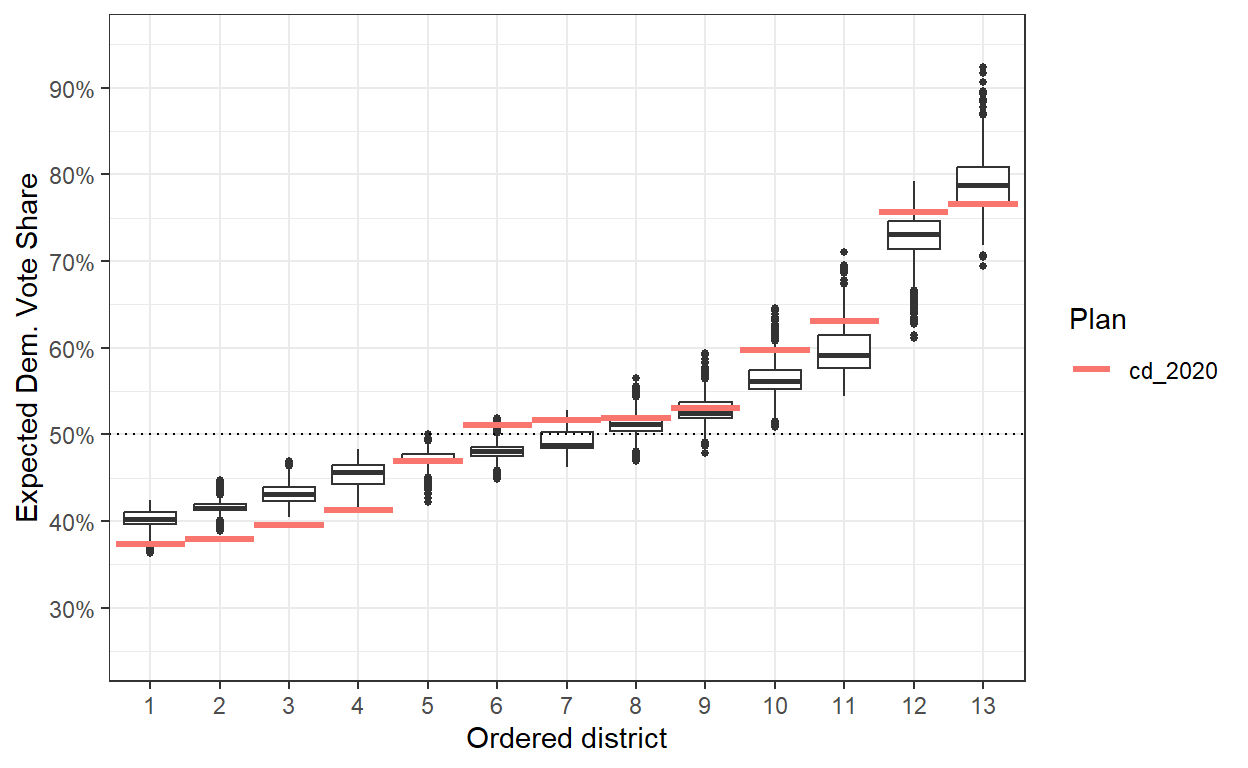 90%
80%
70%
60%
50%
40%
30%
Expected Dem. Vote Share
1 2 3 4 5 6 7 8 9 10 11 12 13
Ordered district
Plan
cd_2020